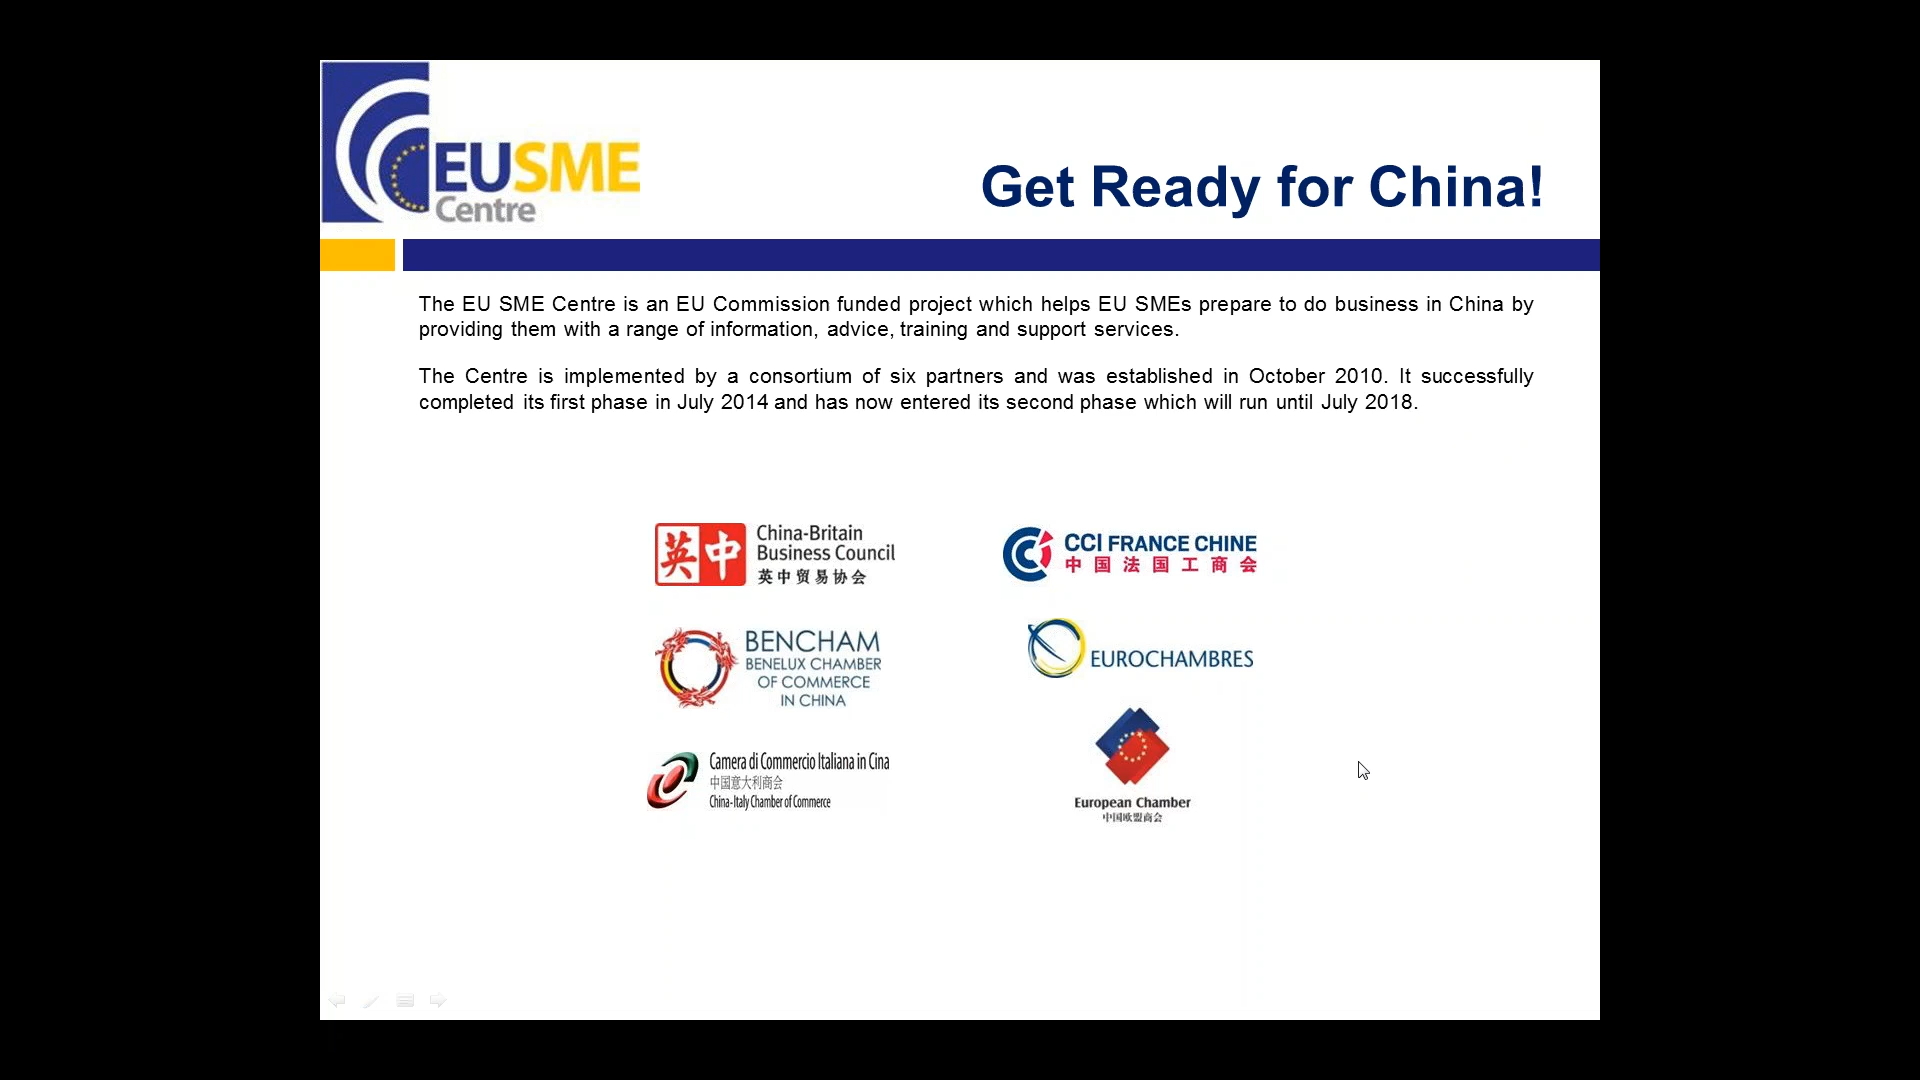 EUSME
Centre
Get Ready for China!
The EU SME Centre is an EU Commission funded project which helps EU SMEs prepare to do business in China by
providing them with a range of information, advice, training and support services.
The Centre is implemented by a consortium of six partners and was established in October 2010. It successfully
completed its first phase in July 2014 and has now entered its second phase which will run until July 2018.
英中
China-Britain
Business Council
英中贸易协会
CCI FRANCE CHINE
中国法国工商会
BENCHAM
BENELUX CHAMBER
OF COMMERCE
IN CHINA
EUROCHAMBRES
Camera di Commercio Italiana in Cina
中国意大利商会
China-Italy Chamber of Commerce
European Chamber
中国欧盟商会